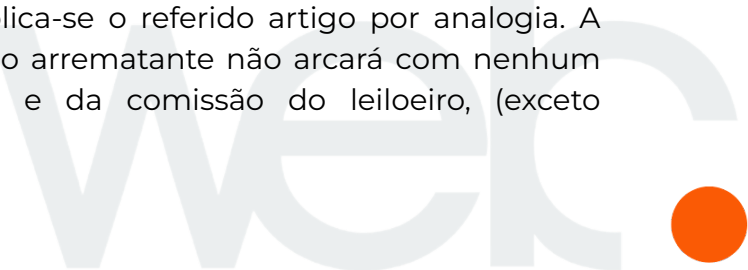 lica-se o referido artigo por analogia. A
o arrematante não arcará com nenhum
e da comissão do leiloeiro, (exceto